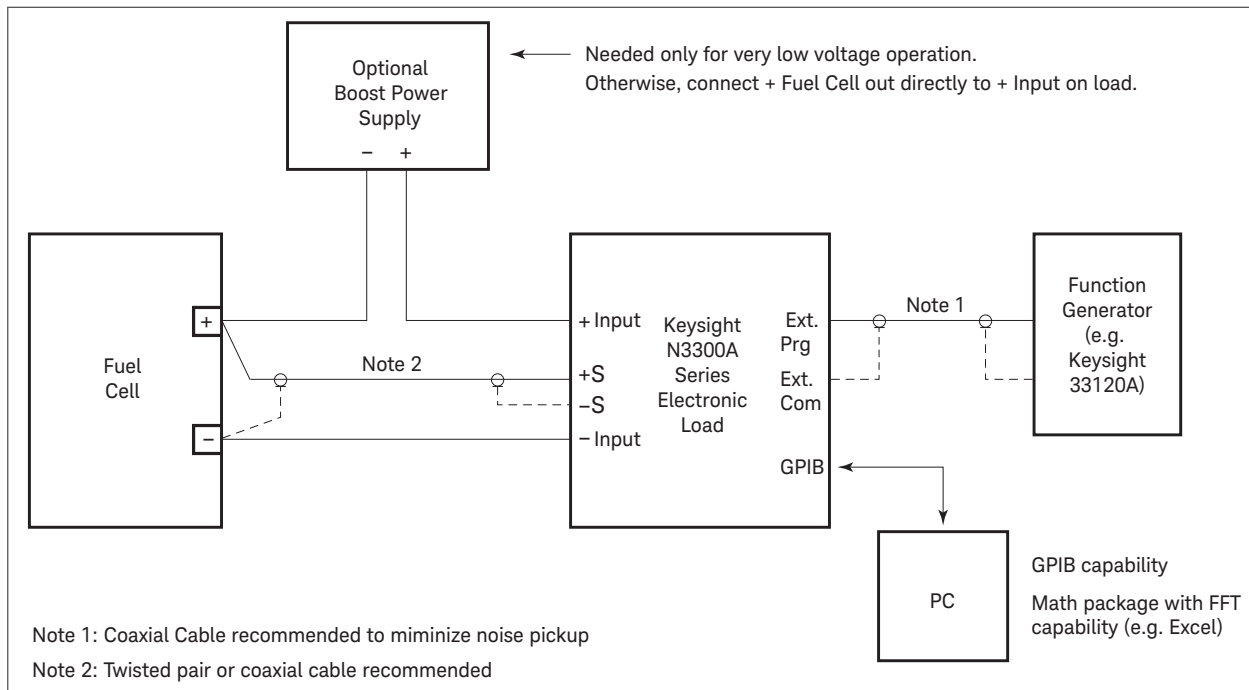 Optional
Boost Power
Supply
− +
Needed only for very low voltage operation.
Otherwise, connect + Fuel Cell out directly to + Input on load.
Fuel
Cell
+
−
Note 2
+ Input
+S
−S
− Input
Keysight
N3300A
Series
Electronic
Load
Ext.
Prg
Ext.
Com
GPIB
Note 1
Function
Generator
(e.g.
Keysight
33120A)
PC
GPIB capability
Math package with FFT
capability (e.g. Excel)
Note 1: Coaxial Cable recommended to miminize noise pickup
Note 2: Twisted pair or coaxial cable recommended